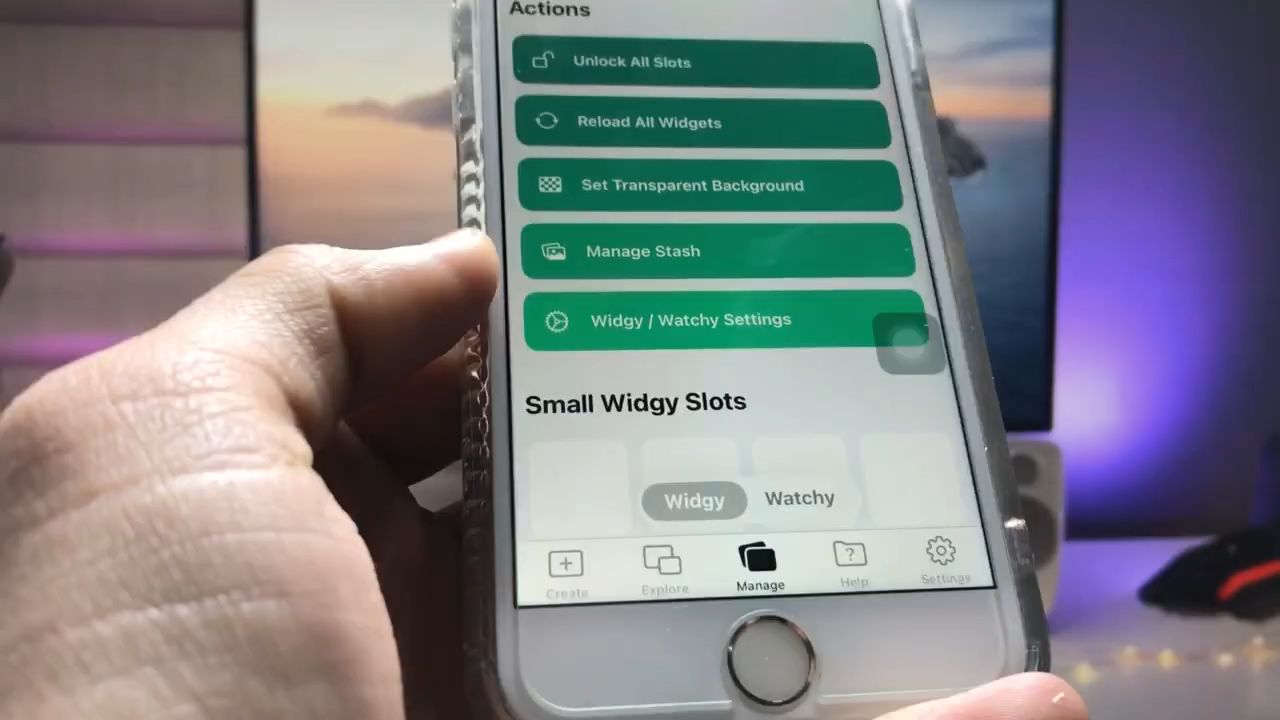 Actions
Unlock All Slots
Reload All Widgets
Set Transparent Background
Manage Stash
Widgy / Watchy Settings
Small Widgy Slots
Widgy Watchy
Create Explore Manage Help Settings